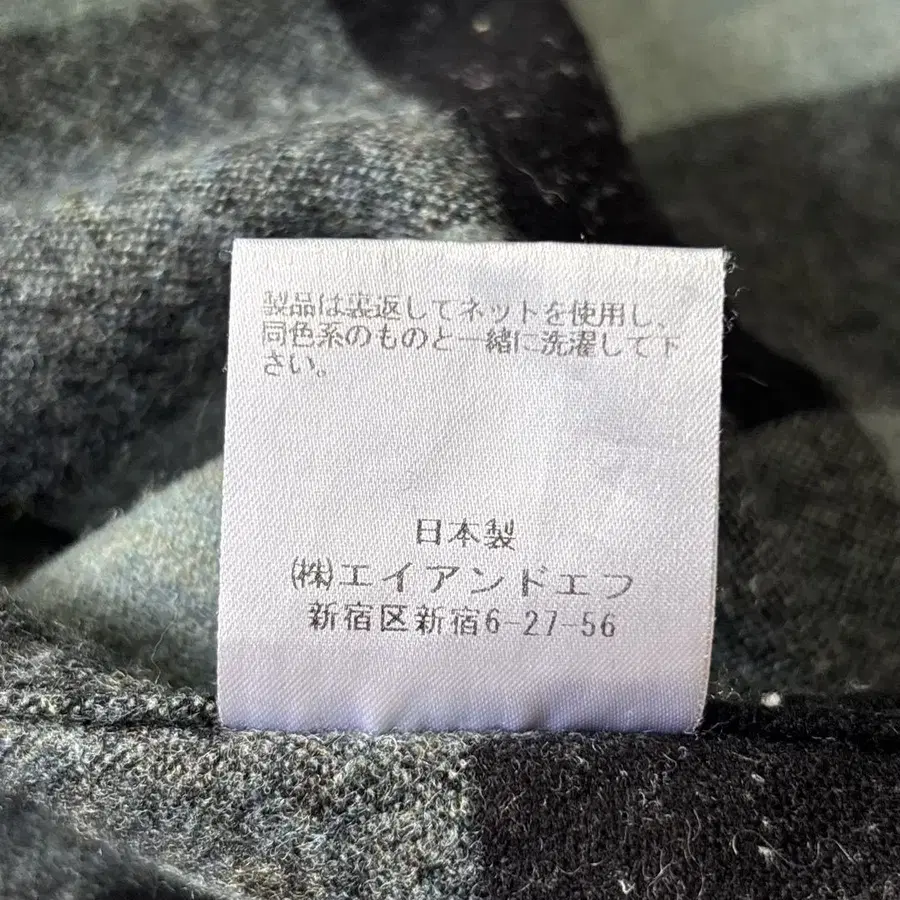 製品は裏返してネットを使用し、
同色系のものと一緒に洗濯して下
さい。
日本製
(株)エイアンドエフ
新宿区新宿6-27-56